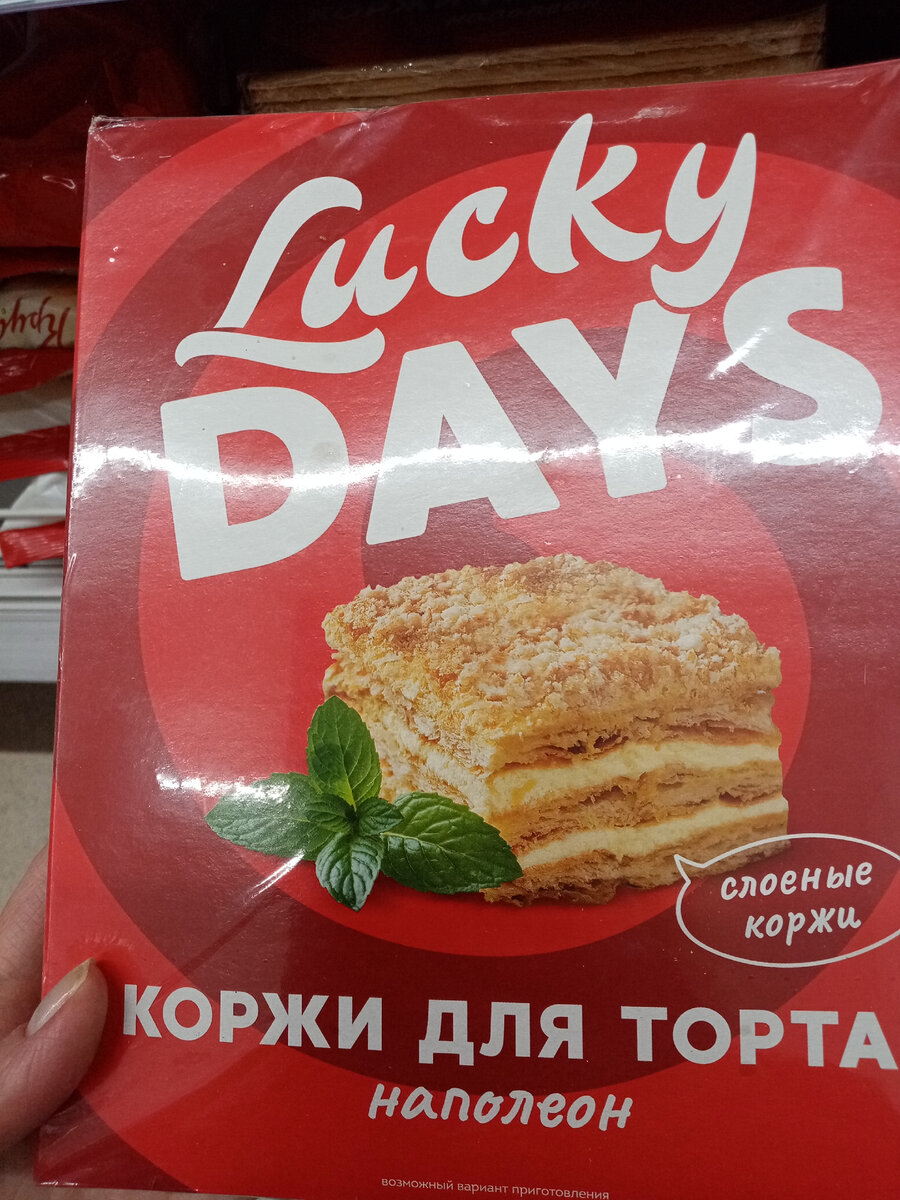 Lucky
DAYS
слоеные
коржи
КОРЖИ ДЛЯ ТОРТА
наполеон
возможный вариант приготовления